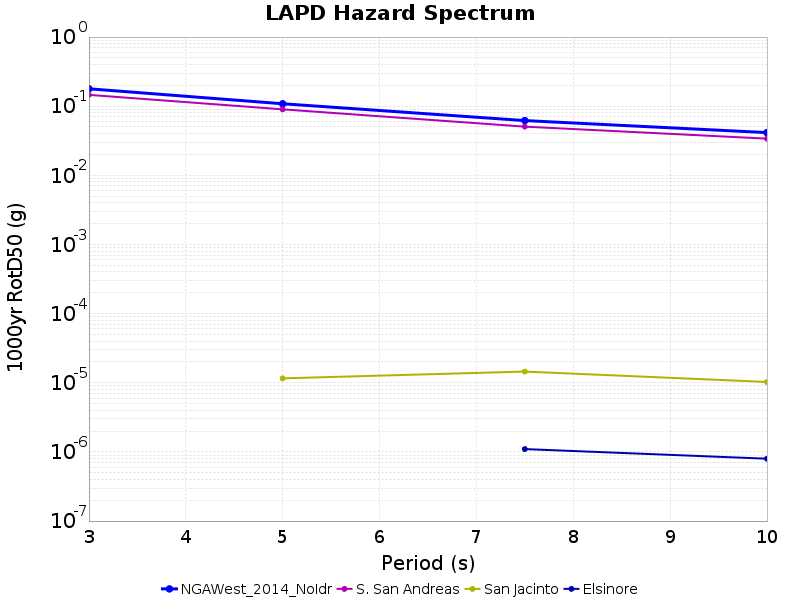 LAPD Hazard Spectrum
10^0
10^-1
10^-2
10^-3
10^-4
10^-5
10^-6
10^-7
1000yr RotD50 (g)
3 4 5 6 7 8 9 10
Period (s)
NGAWest_2014_NoIdr S. San Andreas San Jacinto Elsinore